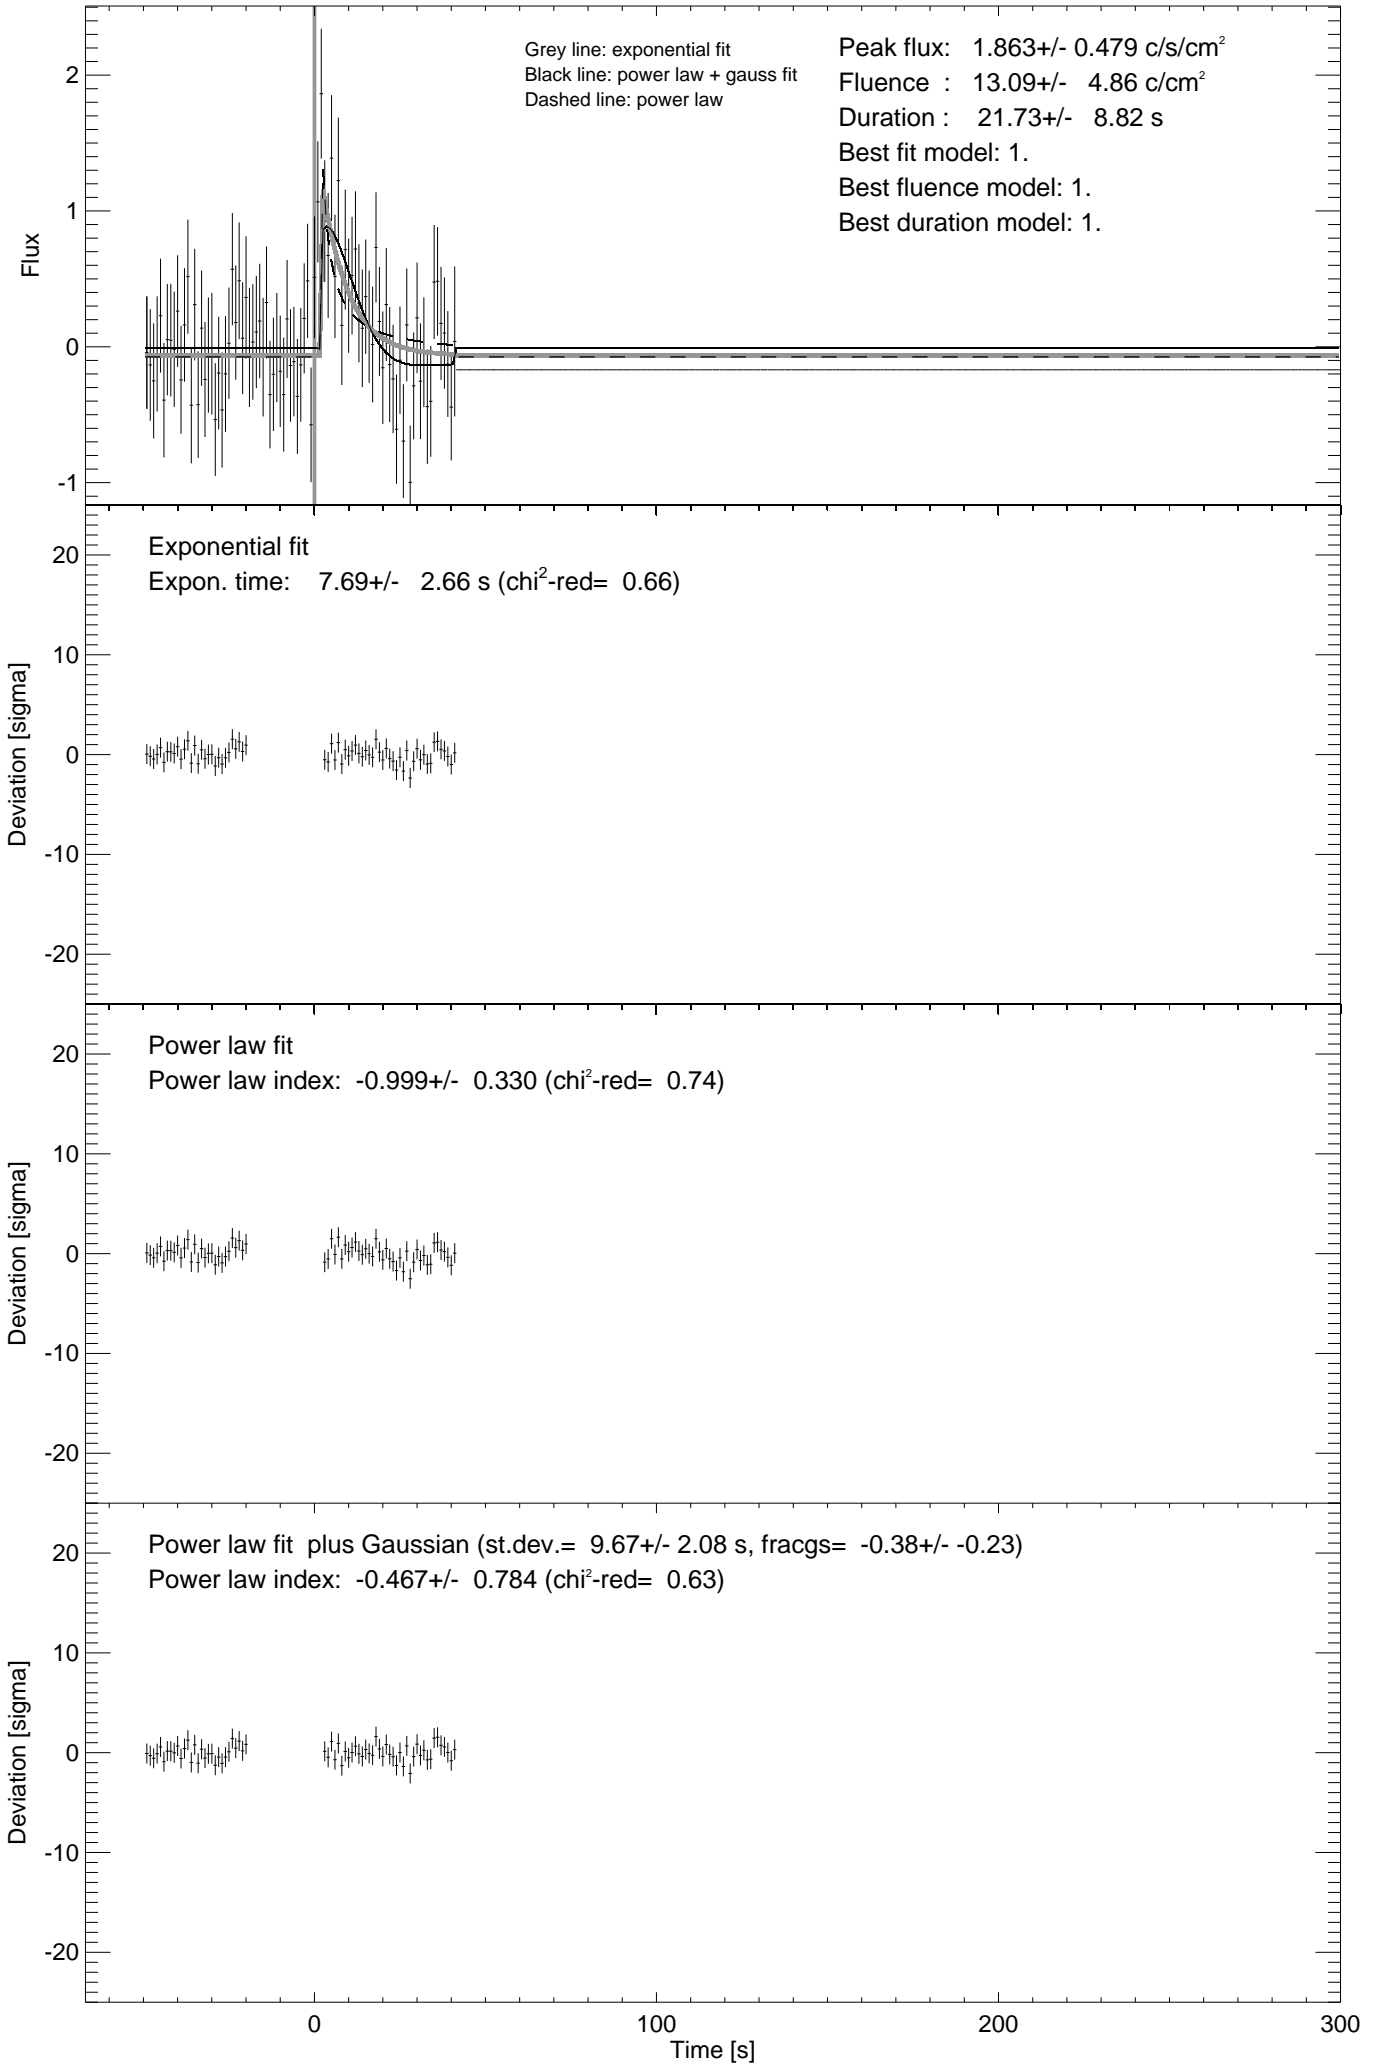 Grey line: exponential fit
Black line: power law + gauss fit
Dashed line: power law
Peak flux: 1.863+/- 0.479 c/s/cm²
Fluence : 13.09+/- 4.86 c/cm²
Duration : 21.73+/- 8.82 s
Best fit model: 1.
Best fluence model: 1.
Best duration model: 1.
Flux
2
1
0
-1
Exponential fit
Expon. time: 7.69+/- 2.66 s (chi²-red= 0.66)
Deviation [sigma]
20
10
0
-10
-20
Power law fit
Power law index: -0.999+/- 0.330 (chi²-red= 0.74)
Deviation [sigma]
20
10
0
-10
-20
Power law fit plus Gaussian (st.dev.= 9.67+/- 2.08 s, fracgs= -0.38+/- -0.23)
Power law index: -0.467+/- 0.784 (chi²-red= 0.63)
Deviation [sigma]
20
10
0
-10
-20
0 100 200 300
Time [s]